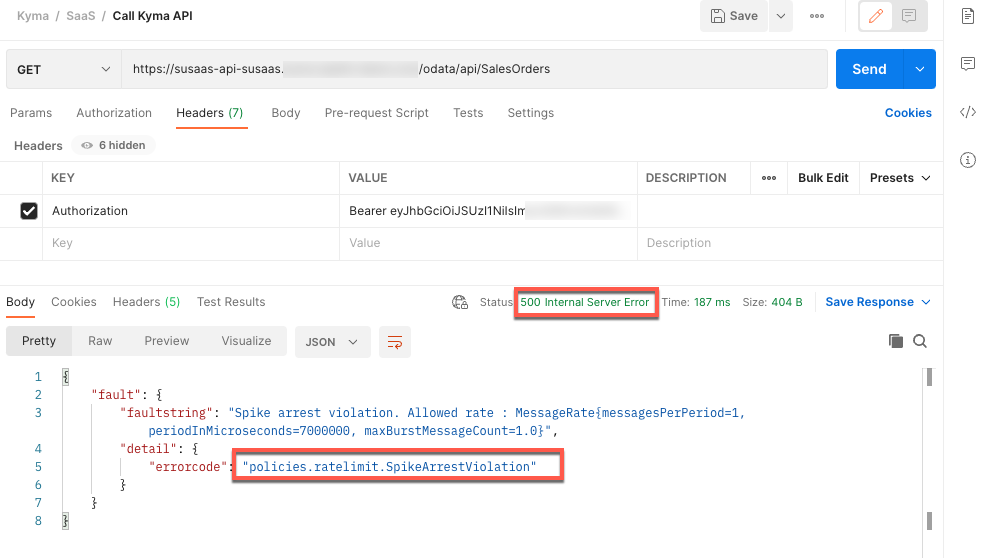 Kyma / SaaS / Call Kyma API
Save
GET
https://susaas-api-susaas. /odata/api/SalesOrders
Send
Params Authorization Headers (7) Body Pre-request Script Tests Settings Cookies
Headers 6 hidden
KEY VALUE DESCRIPTION Bulk Edit Presets
Authorization Bearer eyJhbGciOiJSUzI1NiIsIm
Key Value Description
Body Cookies Headers (5) Test Results Status 500 Internal Server Error Time: 187 ms Size: 404 B Save Response
Pretty Raw Preview Visualize JSON
1 {
2 "fault": {
3 "faultstring": "Spike arrest violation. Allowed rate : MessageRate{messagesPerPeriod=1,
periodInMicroseconds=7000000, maxBurstMessageCount=1.0}",
4 "detail": {
5 "errorcode": "policies.ratelimit.SpikeArrestViolation"
6 }
7 }
8 }